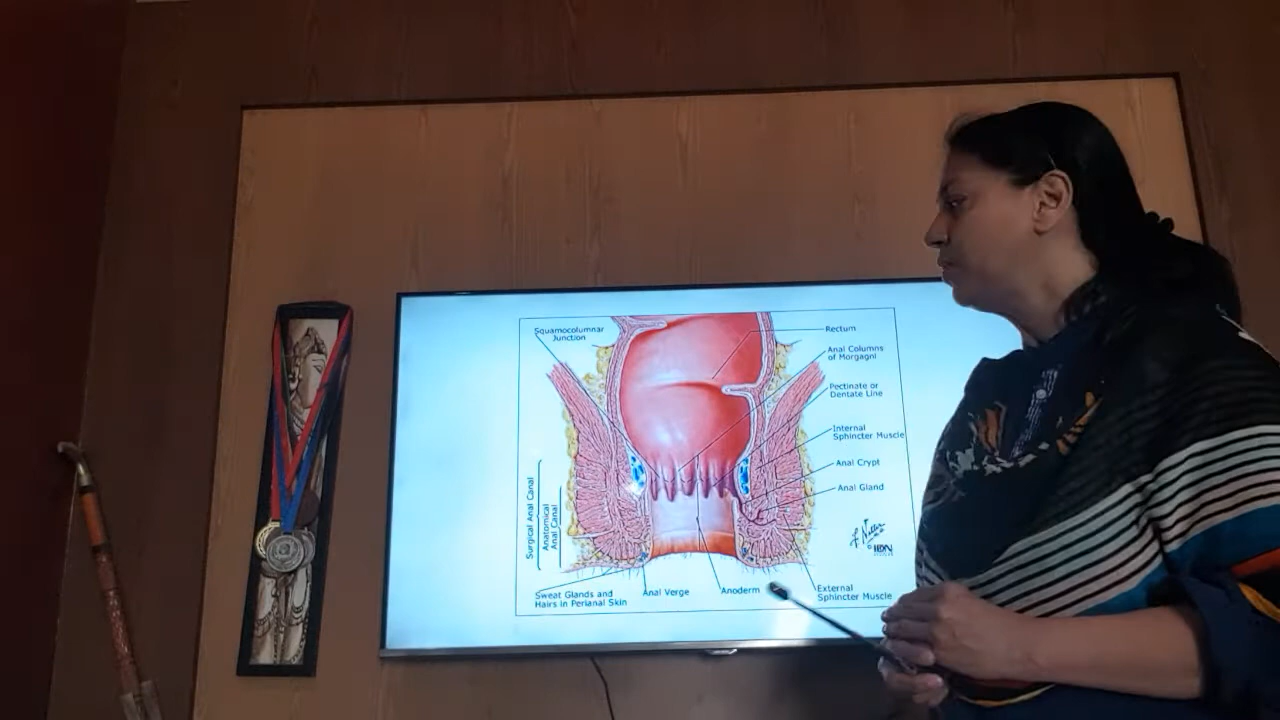 Squamocolumnar
Junction
Rectum
Anal Columns
of Morgagni
Pectinate or
Dentate Line
Internal
Sphincter Muscle
Anal Crypt
Anal Gland
Surgical Anal Canal
Anatomical
Anal Canal
Sweat Glands and
Hairs in Perianal Skin
Anal Verge
Anoderm
External
Sphincter Muscle